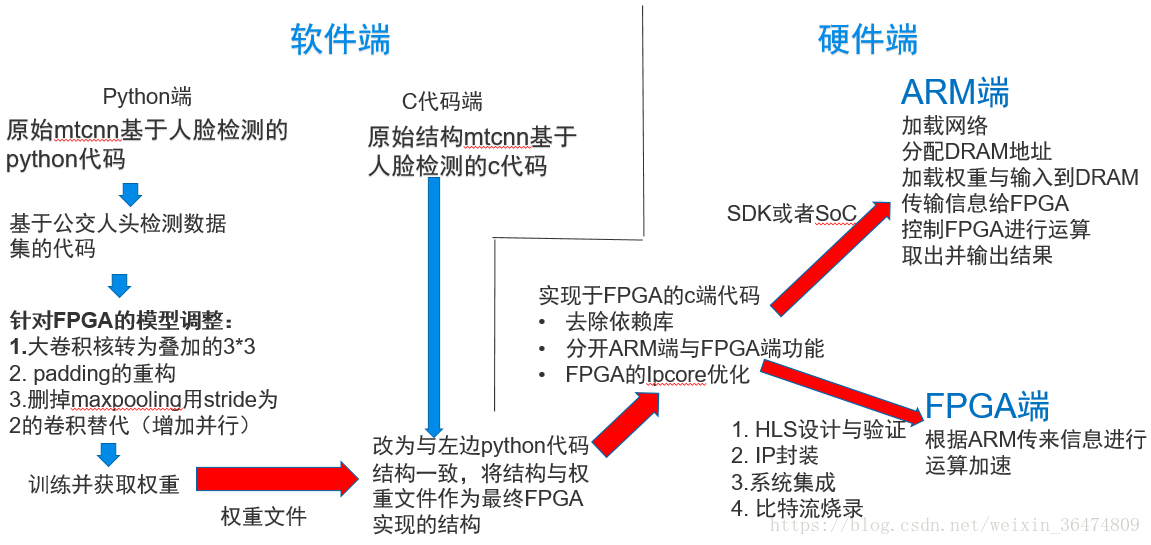 软件端
硬件端
Python端
原始mtcnn基于人脸检测的
python代码
基于公交人头检测数据
集的代码
针对FPGA的模型调整：
1.大卷积核转为叠加的3*3
2. padding的重构
3.删掉maxpooling用stride为
2的卷积替代（增加并行）
训练并获取权重
权重文件
C代码端
原始结构mtcnn基于
人脸检测的c代码
改为与左边python代码
结构一致，将结构与权
重文件作为最终FPGA
实现的结构
实现于FPGA的c端代码
• 去除依赖库
• 分开ARM端与FPGA端功能
• FPGA的Ipcore优化
SDK或者SoC
ARM端
加载网络
分配DRAM地址
加载权重与输入到DRAM
传输信息给FPGA
控制FPGA进行运算
取出并输出结果
1. HLS设计与验证
2. IP封装
3.系统集成
4. 比特流烧录
FPGA端
根据ARM传来信息进行
运算加速
https://blog.csdn.net/weixin_36474809